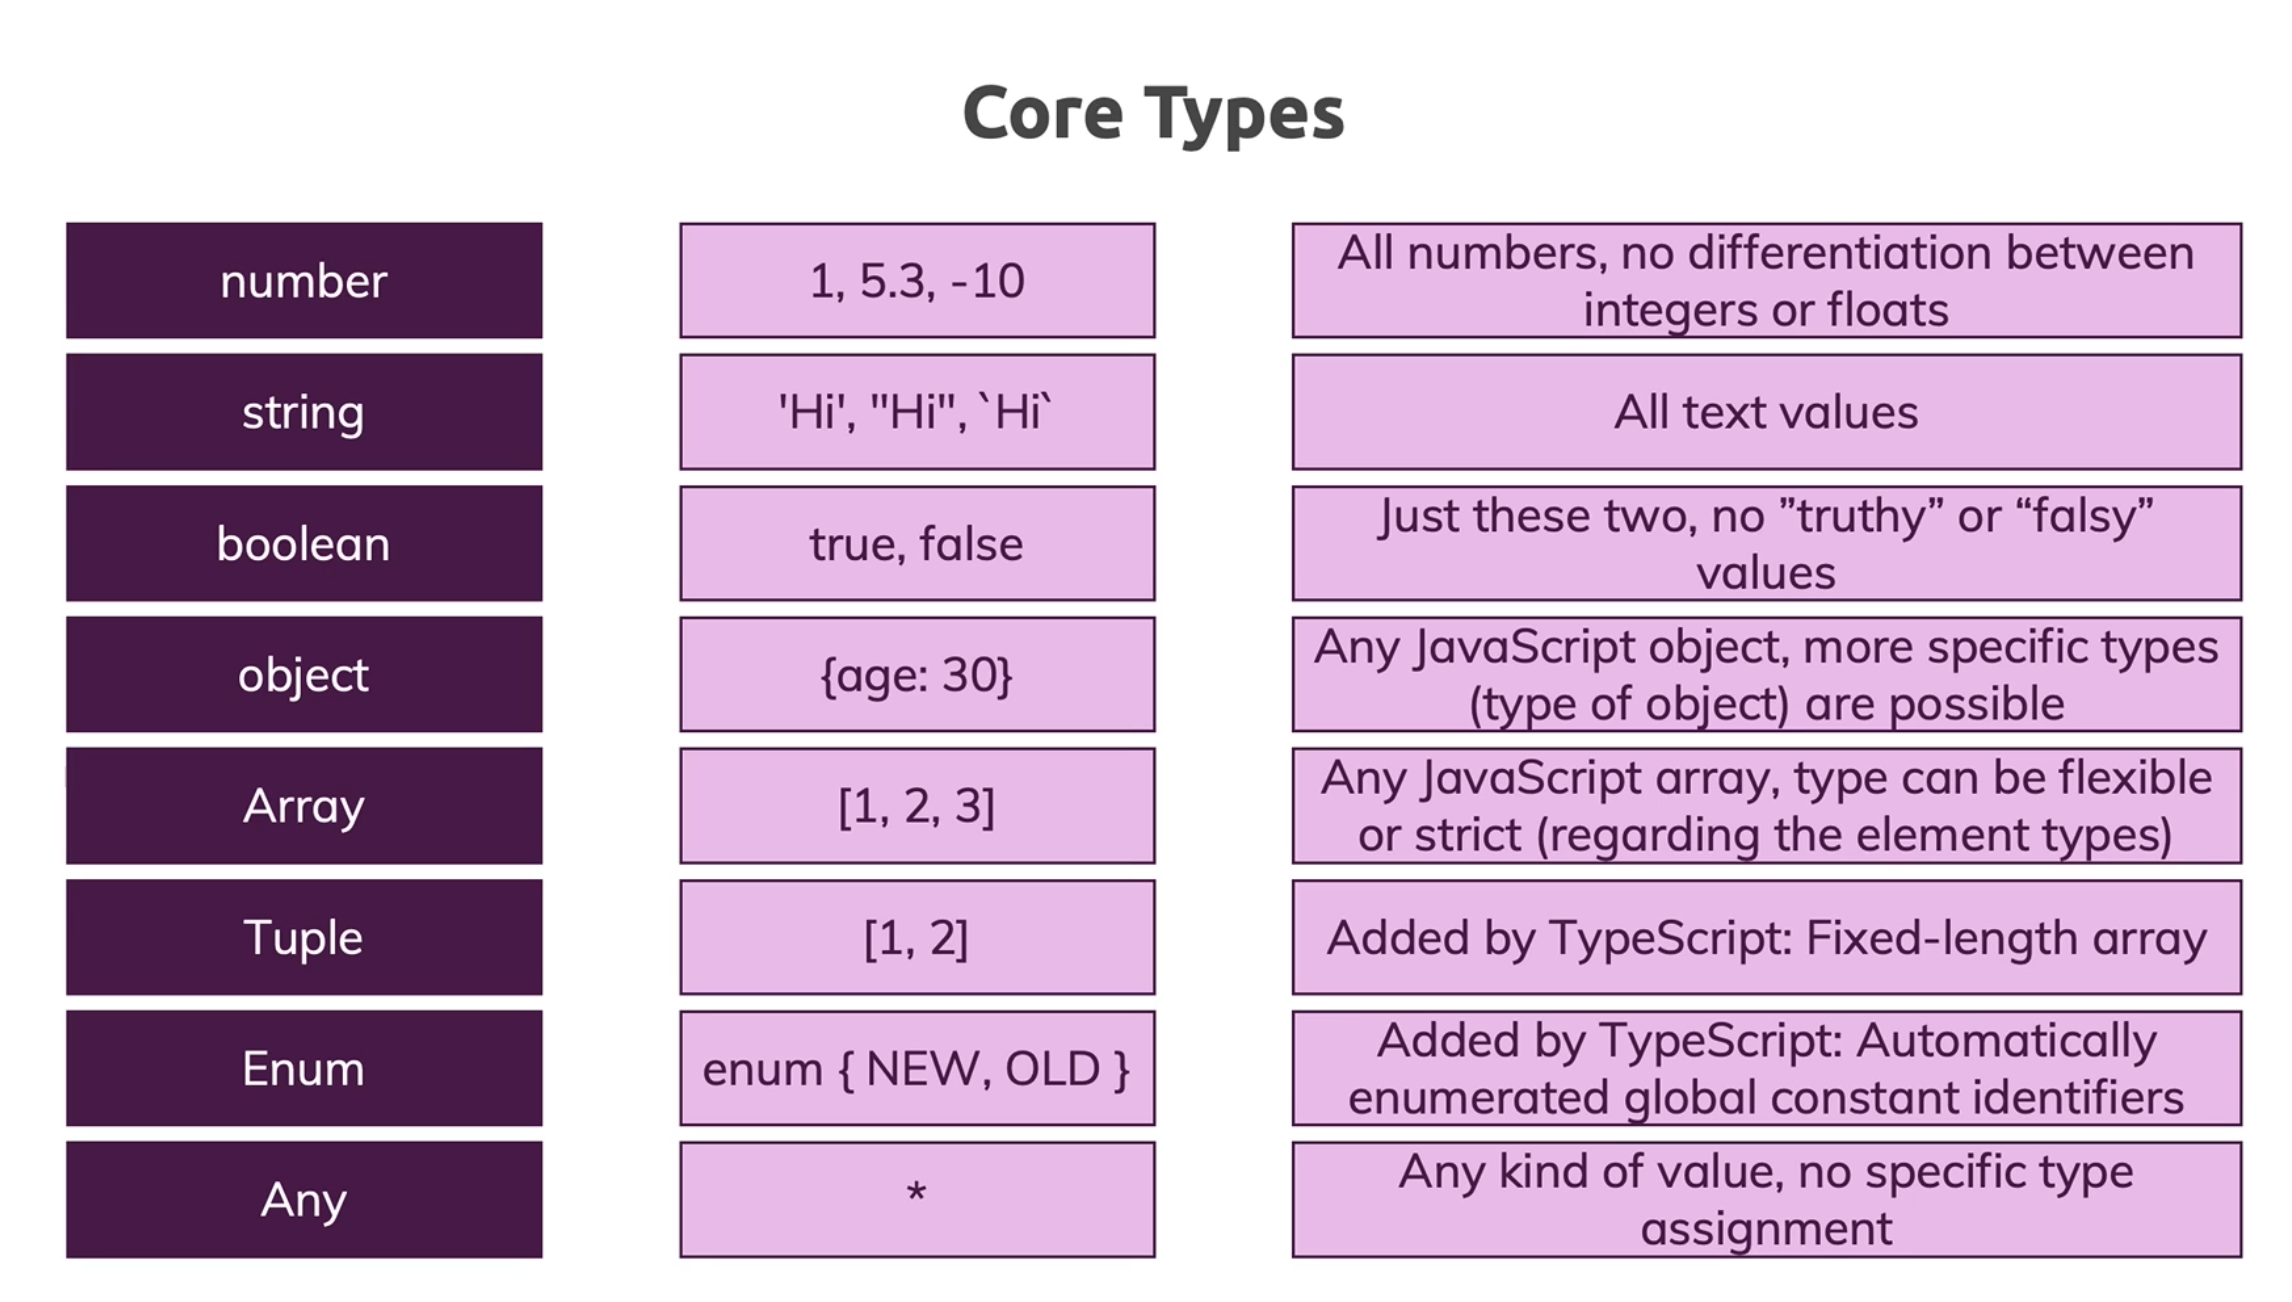 Core Types
number
1, 5.3, -10
All numbers, no differentiation between
integers or floats
string
'Hi', "Hi", `Hi`
All text values
boolean
true, false
Just these two, no ”truthy” or “falsy”
values
object
{age: 30}
Any JavaScript object, more specific types
(type of object) are possible
Array
[1, 2, 3]
Any JavaScript array, type can be flexible
or strict (regarding the element types)
Tuple
[1, 2]
Added by TypeScript: Fixed-length array
Enum
enum { NEW, OLD }
Added by TypeScript: Automatically
enumerated global constant identifiers
Any
*
Any kind of value, no specific type
assignment